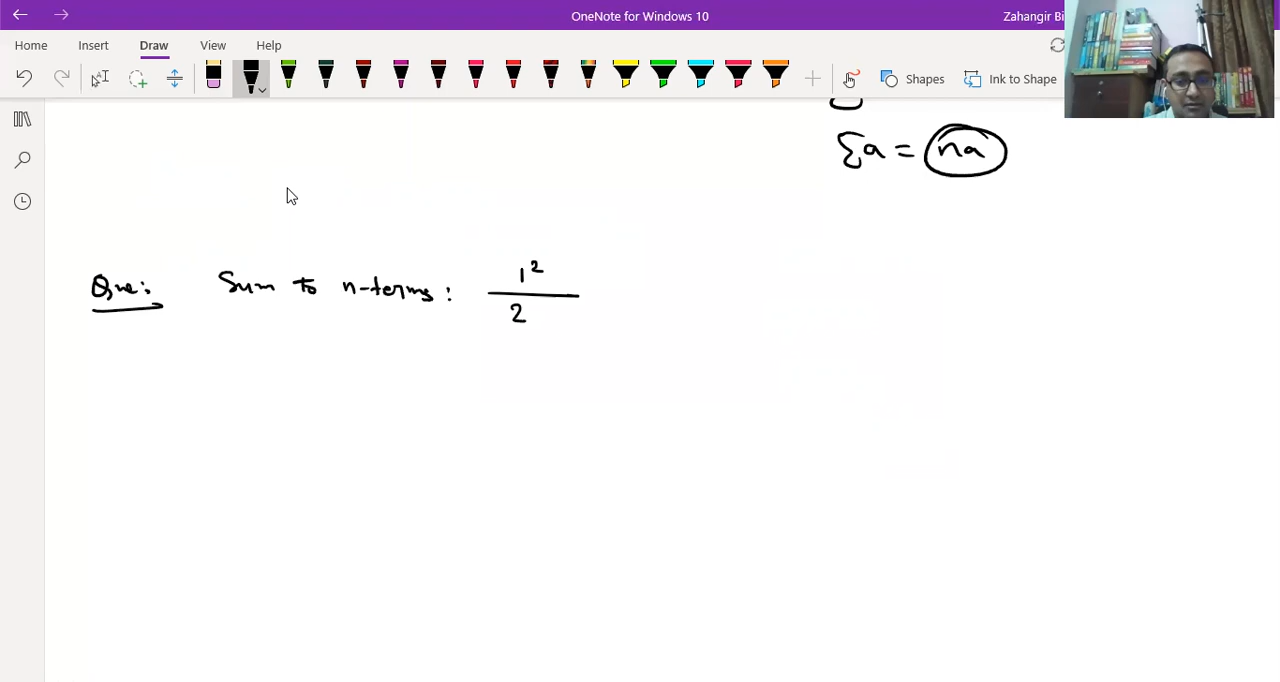 OneNote for Windows 10
Zahangir Bi
Home Insert Draw View Help
Shapes Ink to Shape
Σa = na
Que: Sum to n-terms: 1² / 2